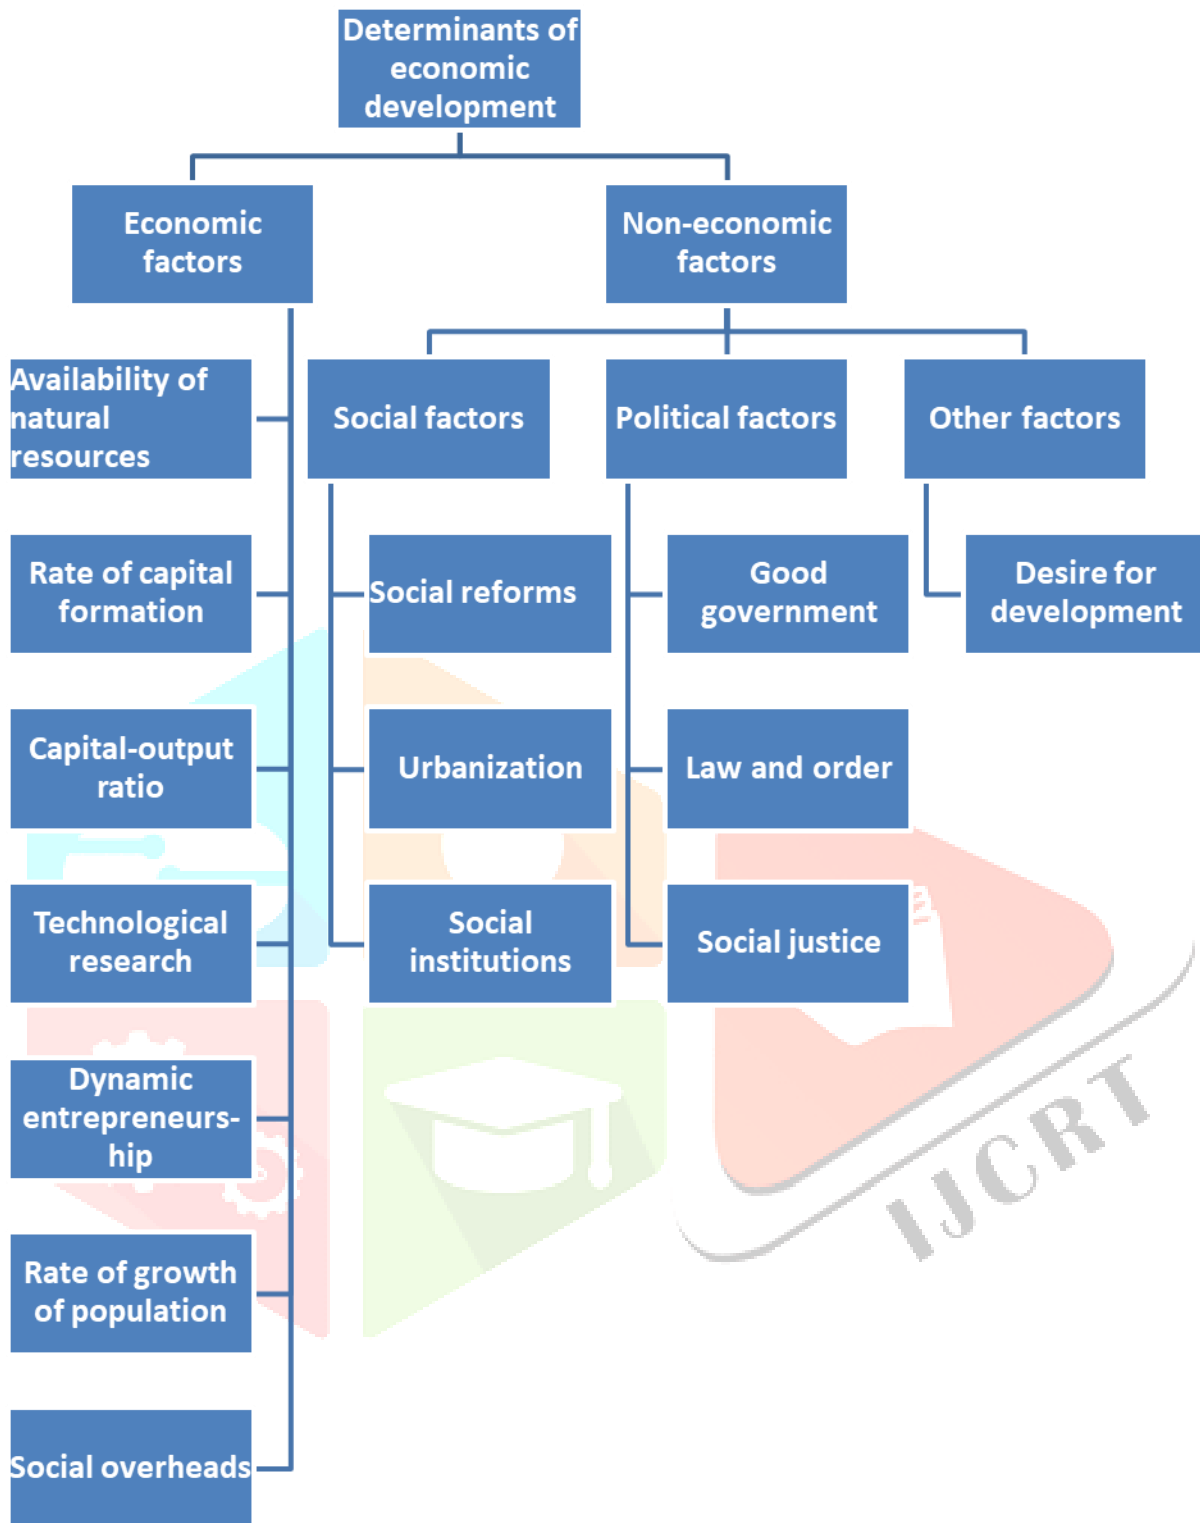 Determinants of
economic
development
Economic
factors
Non-economic
factors
Availability of
natural
resources
Rate of capital
formation
Capital-output
ratio
Technological
research
Dynamic
entrepreneurs-
hip
Rate of growth
of population
Social overheads
Social factors
Social reforms
Urbanization
Social
institutions
Political factors
Good
government
Law and order
Social justice
Other factors
Desire for
development
IJCRT